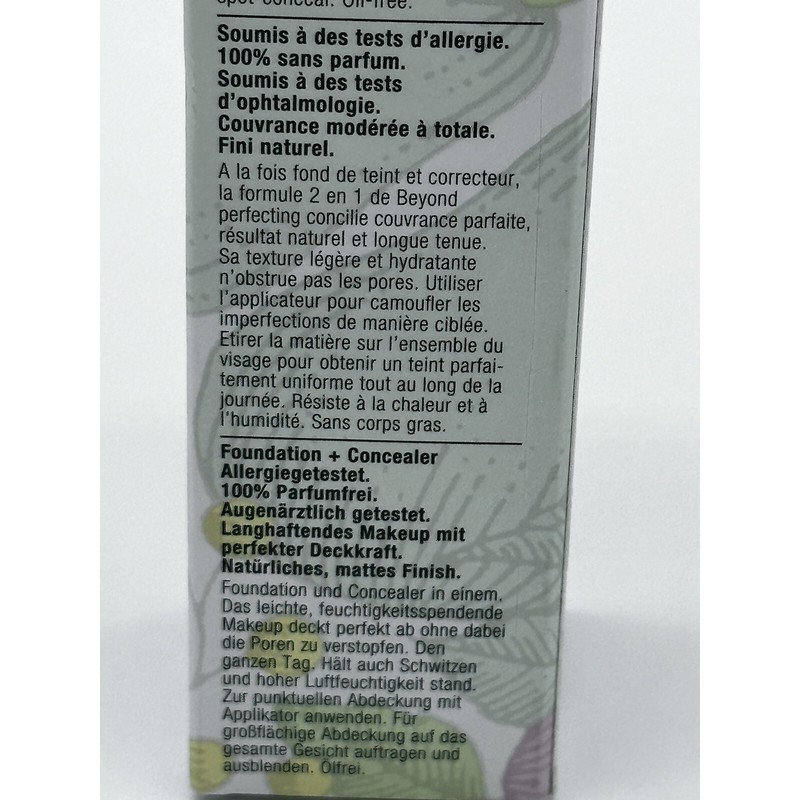 spot conceal. Oil-free.
Soumis à des tests d'allergie.
100% sans parfum.
Soumis à des tests
d'ophtalmologie.
Couvrance modérée à totale.
Fini naturel.
A la fois fond de teint et correcteur,
la formule 2 en 1 de Beyond
perfecting concilie couvrance parfaite,
résultat naturel et longue tenue.
Sa texture légère et hydratante
n'obstrue pas les pores. Utiliser
l'applicateur pour camoufler les
imperfections de manière ciblée.
Etirer la matière sur l'ensemble du
visage pour obtenir un teint parfai-
tement uniforme tout au long de la
journée. Résiste à la chaleur et à
l'humidité. Sans corps gras.
Foundation + Concealer
Allergiegetestet.
100% Parfumfrei.
Augenärztlich getestet.
Langhaftendes Makeup mit
perfekter Deckkraft.
Natürliches, mattes Finish.
Foundation und Concealer in einem.
Das leichte, feuchtigkeitsspendende
Makeup deckt perfekt ab ohne dabei
die Poren zu verstopfen. Den
ganzen Tag. Hält auch Schwitzen
und hoher Luftfeuchtigkeit stand.
Zur punktuellen Abdeckung mit
Applikator anwenden. Für
großflächige Abdeckung auf das
gesamte Gesicht auftragen und
ausblenden. Ölfrei.